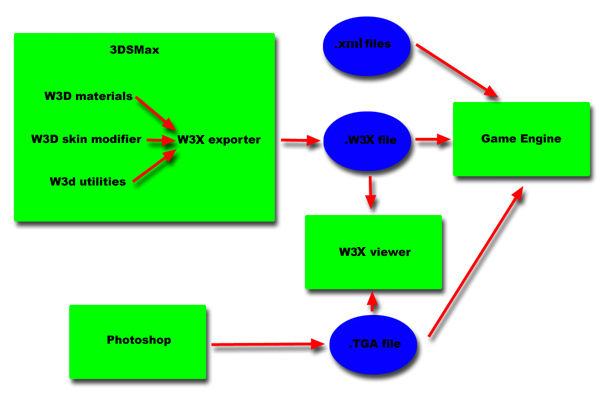 3DSMax
.xml files
W3D materials
W3D skin modifier
W3X exporter
.W3X file
Game Engine
W3d utilities
W3X viewer
Photoshop
.TGA file